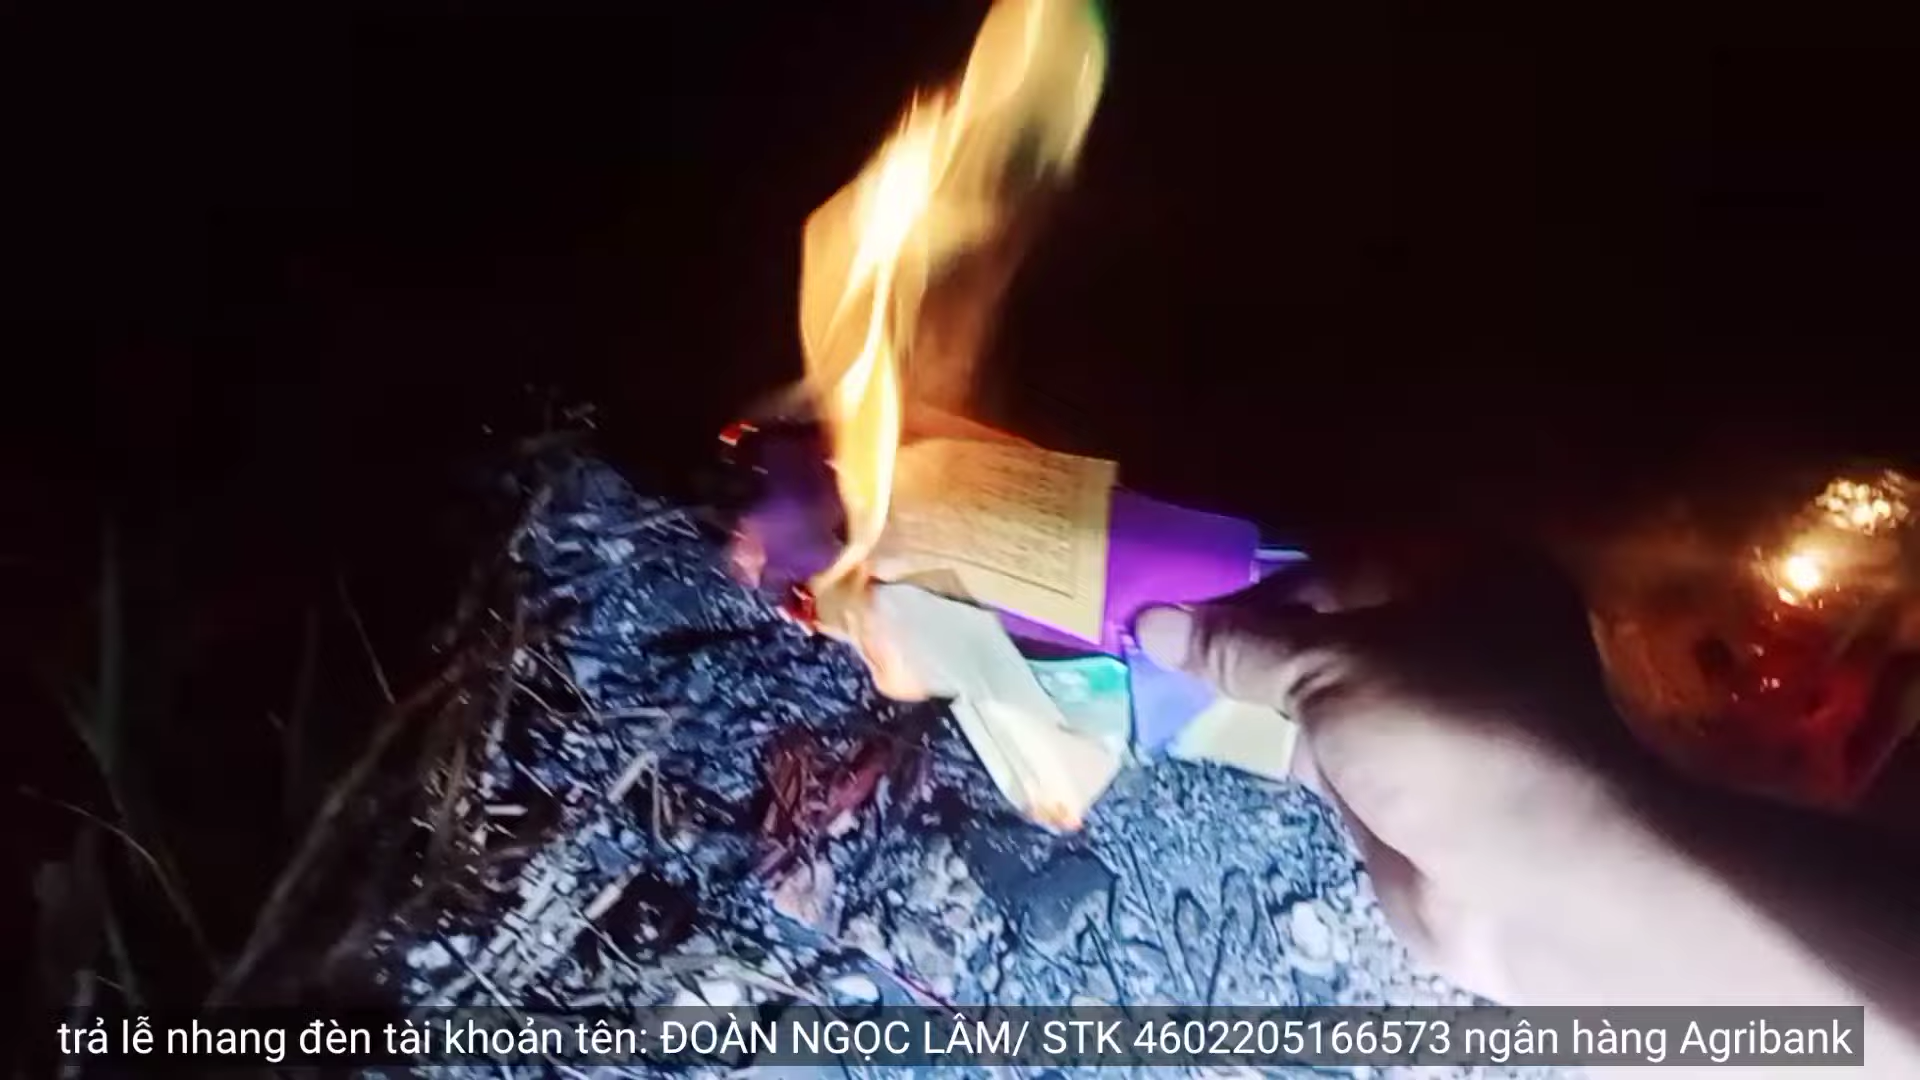 trả lễ nhang đèn tài khoản tên: ĐOÀN NGỌC LÂM/ STK 4602205166573 ngân hàng Agribank